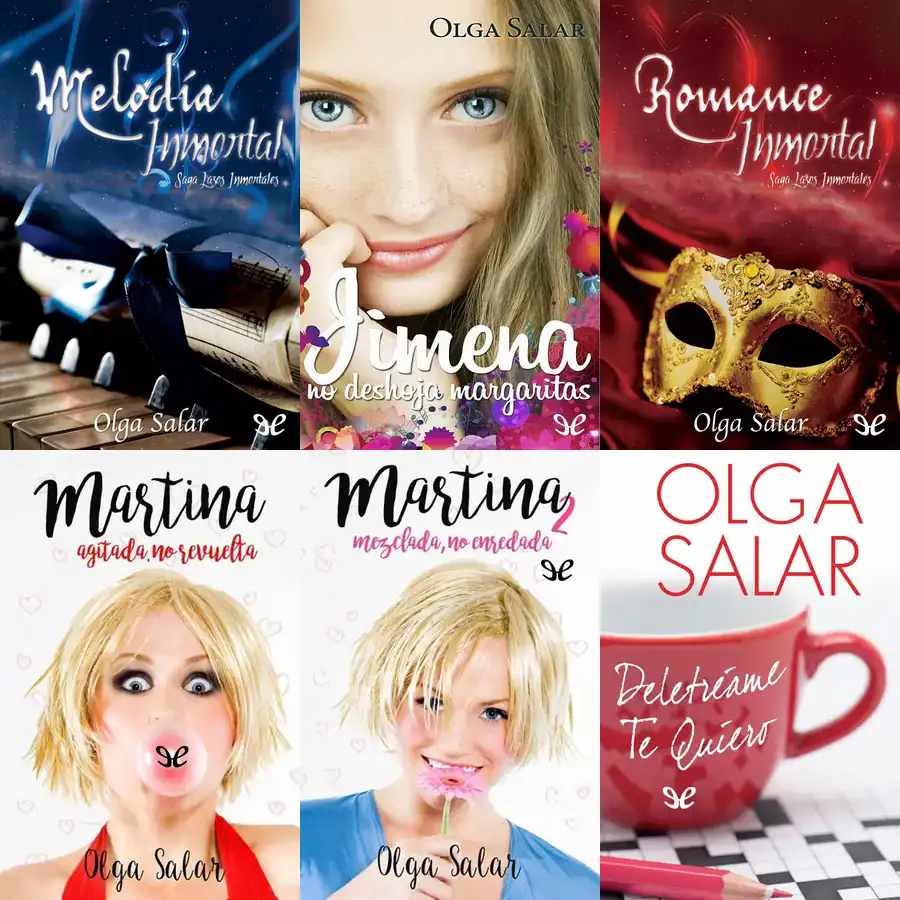 Melodía
Inmortal
Saga Lazos Inmortales
Olga Salar
Olga Salar
Jimena
no deshoja margaritas
Romance
Inmortal
Saga Lazos Inmortales
Olga Salar
Martina
agitada, no revuelta
Olga Salar
Martina 2
mezclada, no enredada
Olga Salar
OLGA
SALAR
Deletréame
Te Quiero